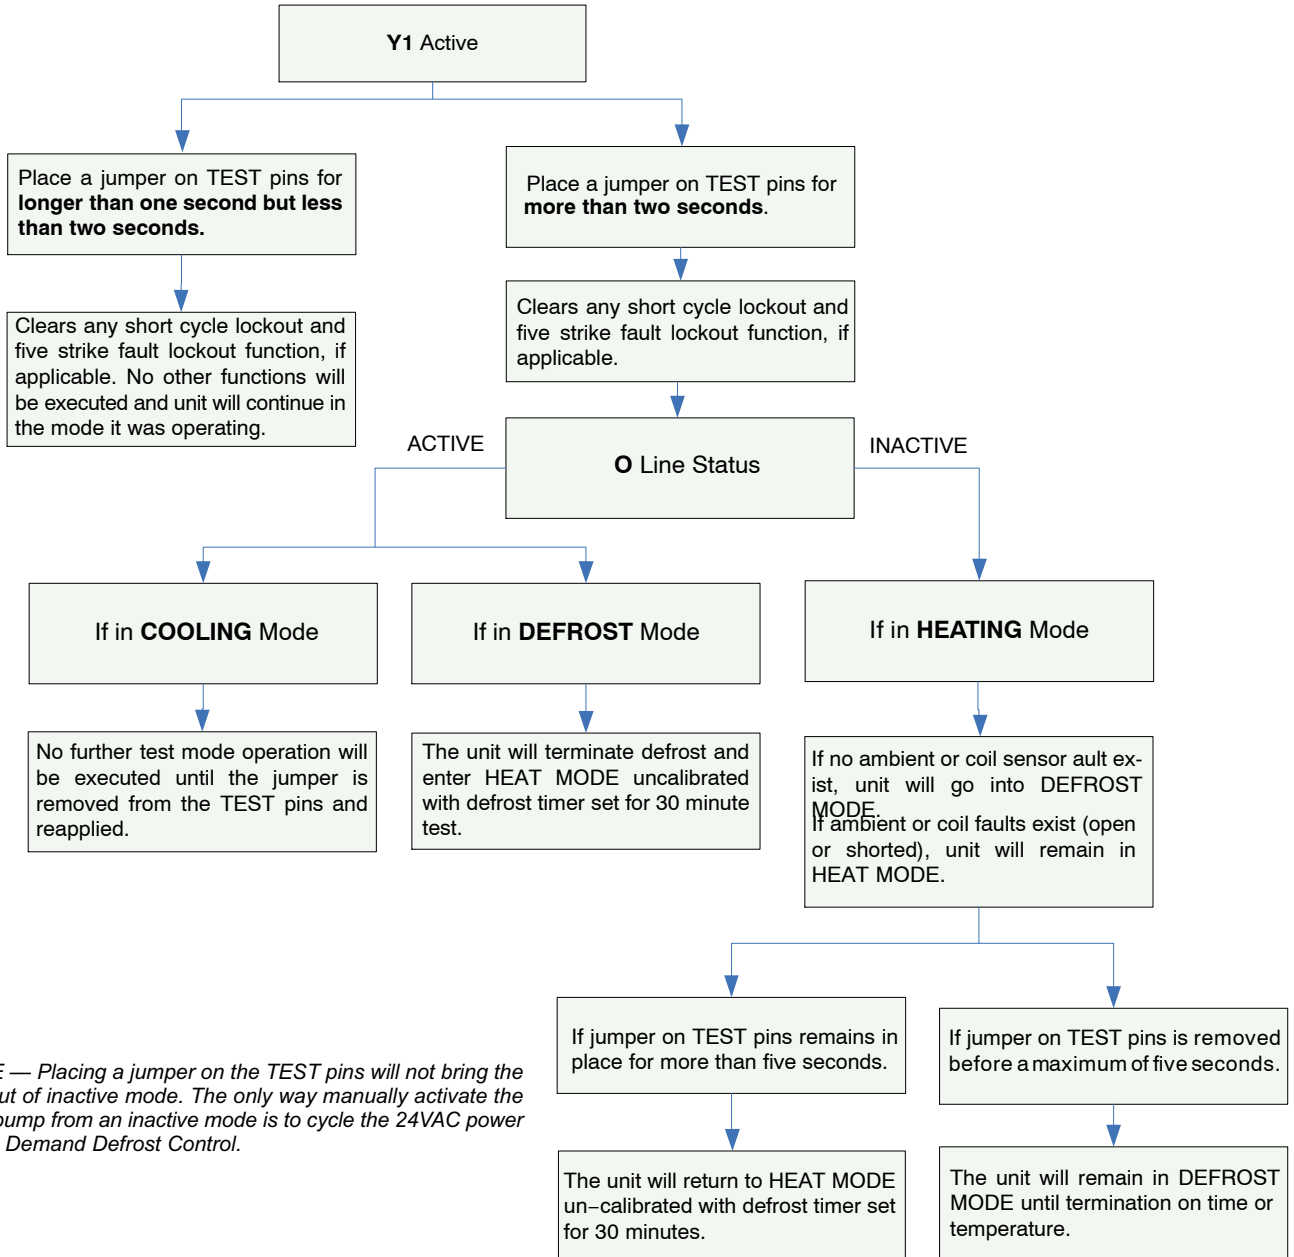 Y1 Active
Place a jumper on TEST pins for
longer than one second but less
than two seconds.
Place a jumper on TEST pins for
more than two seconds.
Clears any short cycle lockout and
five strike fault lockout function, if
applicable. No other functions will
be executed and unit will continue in
the mode it was operating.
Clears any short cycle lockout and
five strike fault lockout function, if
applicable.
ACTIVE
O Line Status
INACTIVE
If in COOLING Mode
If in DEFROST Mode
If in HEATING Mode
No further test mode operation will
be executed until the jumper is
removed from the TEST pins and
reapplied.
The unit will terminate defrost and
enter HEAT MODE uncalibrated
with defrost timer set for 30 minute
test.
If no ambient or coil sensor ault ex-
ist, unit will go into DEFROST
MODE.
If ambient or coil faults exist (open
or shorted), unit will remain in
HEAT MODE.
If jumper on TEST pins remains in
place for more than five seconds.
If jumper on TEST pins is removed
before a maximum of five seconds.
E — Placing a jumper on the TEST pins will not bring the
ut of inactive mode. The only way manually activate the
pump from an inactive mode is to cycle the 24VAC power
Demand Defrost Control.
The unit will return to HEAT MODE
un−calibrated with defrost timer set
for 30 minutes.
The unit will remain in DEFROST
MODE until termination on time or
temperature.